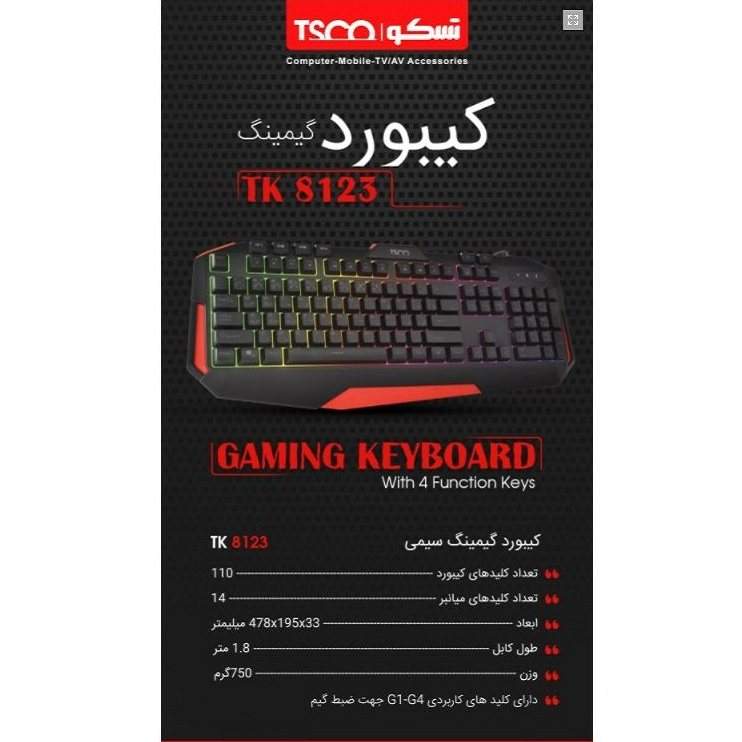 TSCO | تسکو
Computer-Mobile-TV/AV Accessories
کیبورد گیمینگ
TK 8123
TSCO
GAMING KEYBOARD
With 4 Function Keys
کیبورد گیمینگ سیمی TK 8123
تعداد کلیدهای کیبورد 110
تعداد کلیدهای میانبر 14
ابعاد 478x195x33 میلیمتر
طول کابل 1.8 متر
وزن 750گرم
دارای کلید های کاربردی G1-G4 جهت ضبط گیم